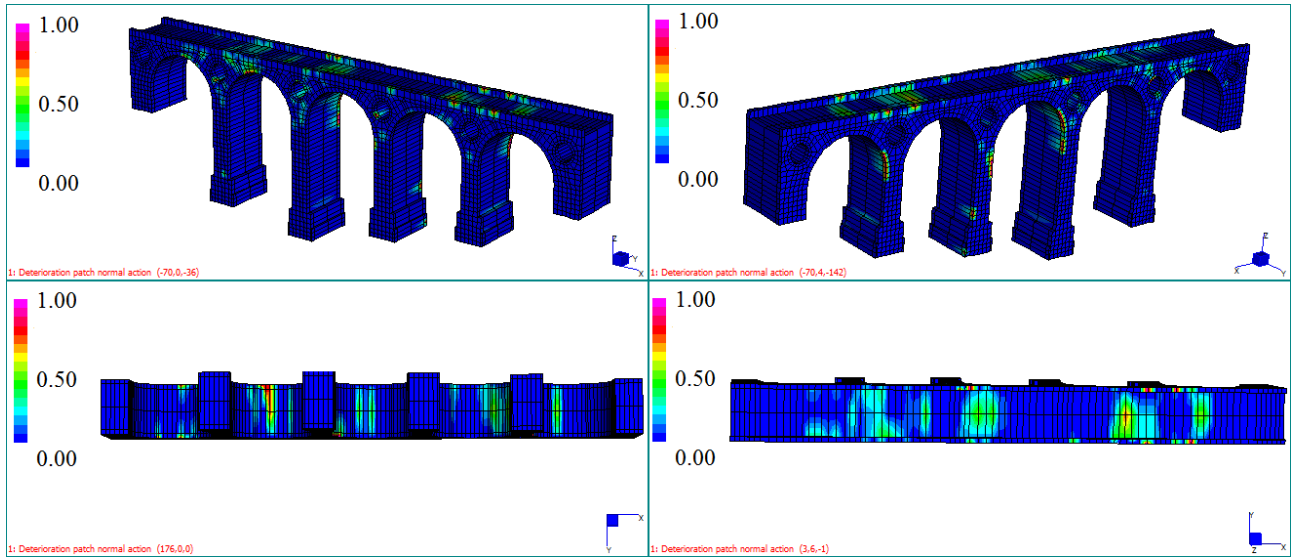 1.00
0.50
0.00
Z
Y
X
1: Deterioration patch normal action (-70,0,-36)
1.00
0.50
0.00
Z
X
Y
1: Deterioration patch normal action (-70,4,-142)
1.00
0.50
0.00
X
Y
1: Deterioration patch normal action (176,0,0)
1.00
0.50
0.00
Y
Z
X
1: Deterioration patch normal action (3,6,-1)